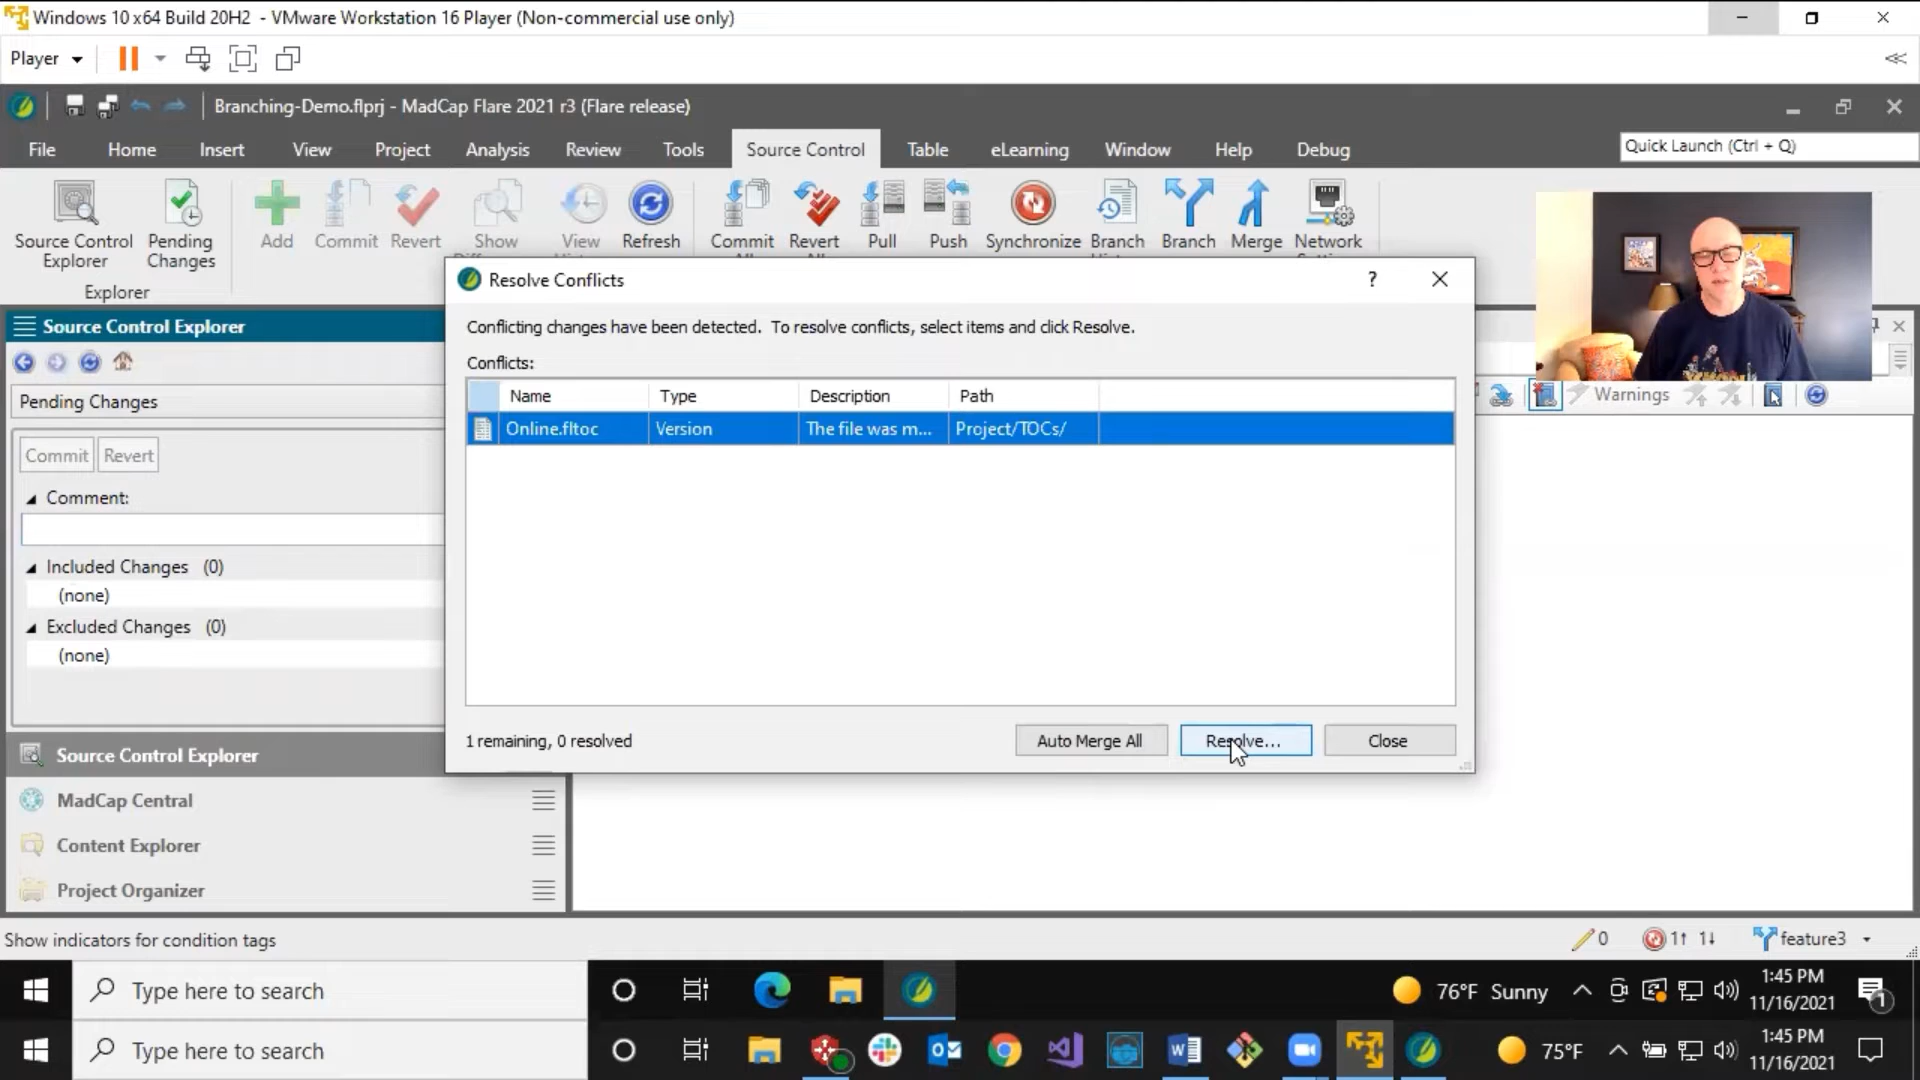 Windows 10 x64 Build 20H2 - VMware Workstation 16 Player (Non-commercial use only)
Player
Branching-Demo.flprj - MadCap Flare 2021 r3 (Flare release)
File Home Insert View Project Analysis Review Tools Source Control Table eLearning Window Help Debug
Quick Launch (Ctrl + Q)
Source Control Explorer
Pending Changes
Add
Commit
Revert
Show
View
Refresh
Commit
Revert
Pull
Push
Synchronize
Branch
Branch
Merge
Network
Explorer
Resolve Conflicts
?
Conflicting changes have been detected. To resolve conflicts, select items and click Resolve.
Conflicts:
Name Type Description Path
Online.fltoc Version The file was m... Project/TOCs/
1 remaining, 0 resolved
Auto Merge All
Resolve...
Close
Source Control Explorer
Pending Changes
Commit Revert
Comment:
Included Changes (0)
(none)
Excluded Changes (0)
(none)
Source Control Explorer
MadCap Central
Content Explorer
Project Organizer
Warnings
Show indicators for condition tags
0
1 1
feature3
Type here to search
76°F Sunny
1:45 PM
11/16/2021
1
Type here to search
75°F
1:45 PM
11/16/2021